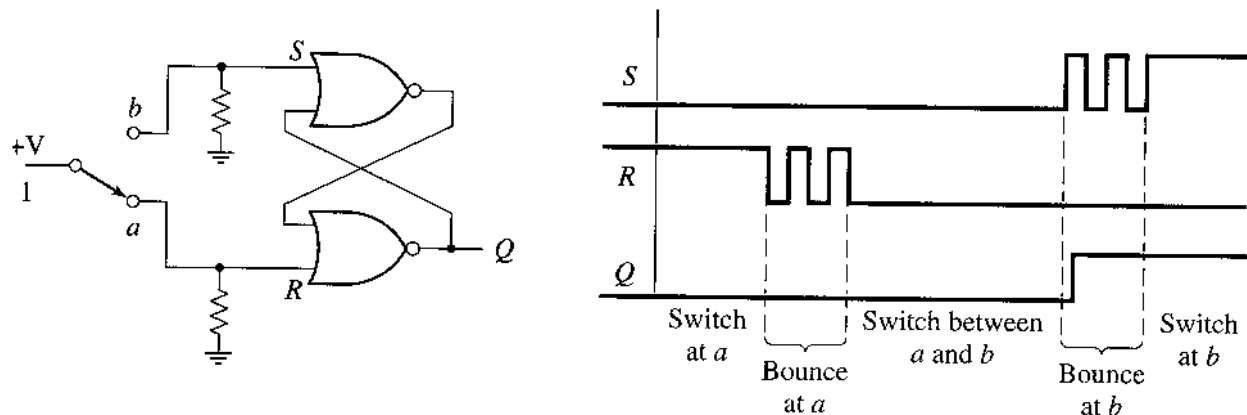 S
b
+V
1
a
R
Q
S
R
Q
Switch
at a
Bounce
at a
Switch between
a and b
Bounce
at b
Switch
at b